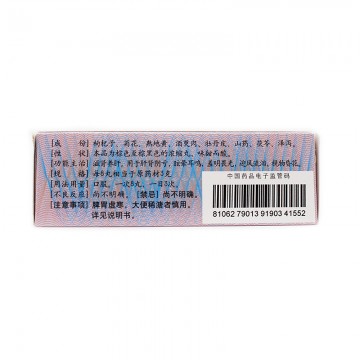 [成 份] 枸杞子、菊花、熟地黄、酒萸肉、牡丹皮、山药、茯苓、泽泻。
[性 状] 本品为棕色至棕黑色的浓缩丸,味甜而酸。
[功能主治] 滋肾养肝。用于肝肾阴亏,眩晕耳鸣,羞明畏光,迎风流泪,视物昏花。
[规 格] 每8丸相当于原药材3克。
[用法用量] 口服。一次8丸,一日3次。
[不良反应] 尚不明确。[禁忌] 尚不明确。
[注意事项] 脾胃虚寒,大便稀溏者慎用。
详见说明书。
中国药品电子监管码
81062 79013 91903 41552